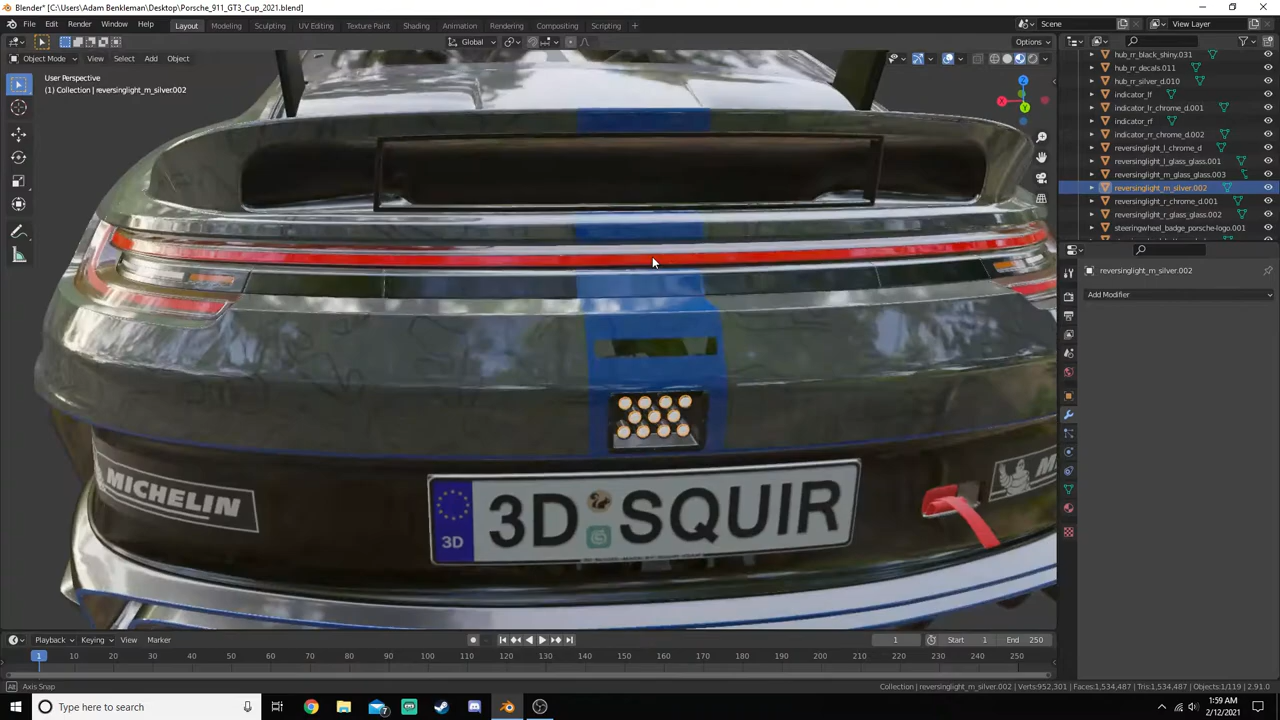 Blender* [C:\Users\Adam Benkleman\Desktop\Porsche_911_GT3_Cup_2021.blend]
File Edit Render Window Help Layout Modeling Sculpting UV Editing Texture Paint Shading Animation Rendering Compositing Scripting + Scene View Layer
Global Options
Object Mode View Select Add Object
User Perspective
(1) Collection | reversinglight_m_silver.002
hub_rr_black_shiny.031
hub_rr_decals.011
hub_rr_silver_d.010
indicator_lf
indicator_lr_chrome_d.001
indicator_rf
indicator_rr_chrome_d.002
reversinglight_l_chrome_d
reversinglight_l_glass_glass.001
reversinglight_m_glass_glass.003
reversinglight_m_silver.002
reversinglight_r_chrome_d.001
reversinglight_r_glass_glass.002
steeringwheel_badge_porsche-logo.001
reversinglight_m_silver.002
Add Modifier
X
Y
Z
MICHELIN
3D
3D SQUIR
M
Playback Keying View Marker 1 Start 1 End 250
1 10 20 30 40 50 60 70 80 90 100 110 120 130 140 150 160 170 180 190 200 210 220 230 240 250
Axis Snap
Collection | reversinglight_m_silver.002 | Verts:952,301 | Faces:1,534,487 | Tris:1,534,487 | Objects:1/119 | 2.91.0
Type here to search
7
1:59 AM
2/12/2021